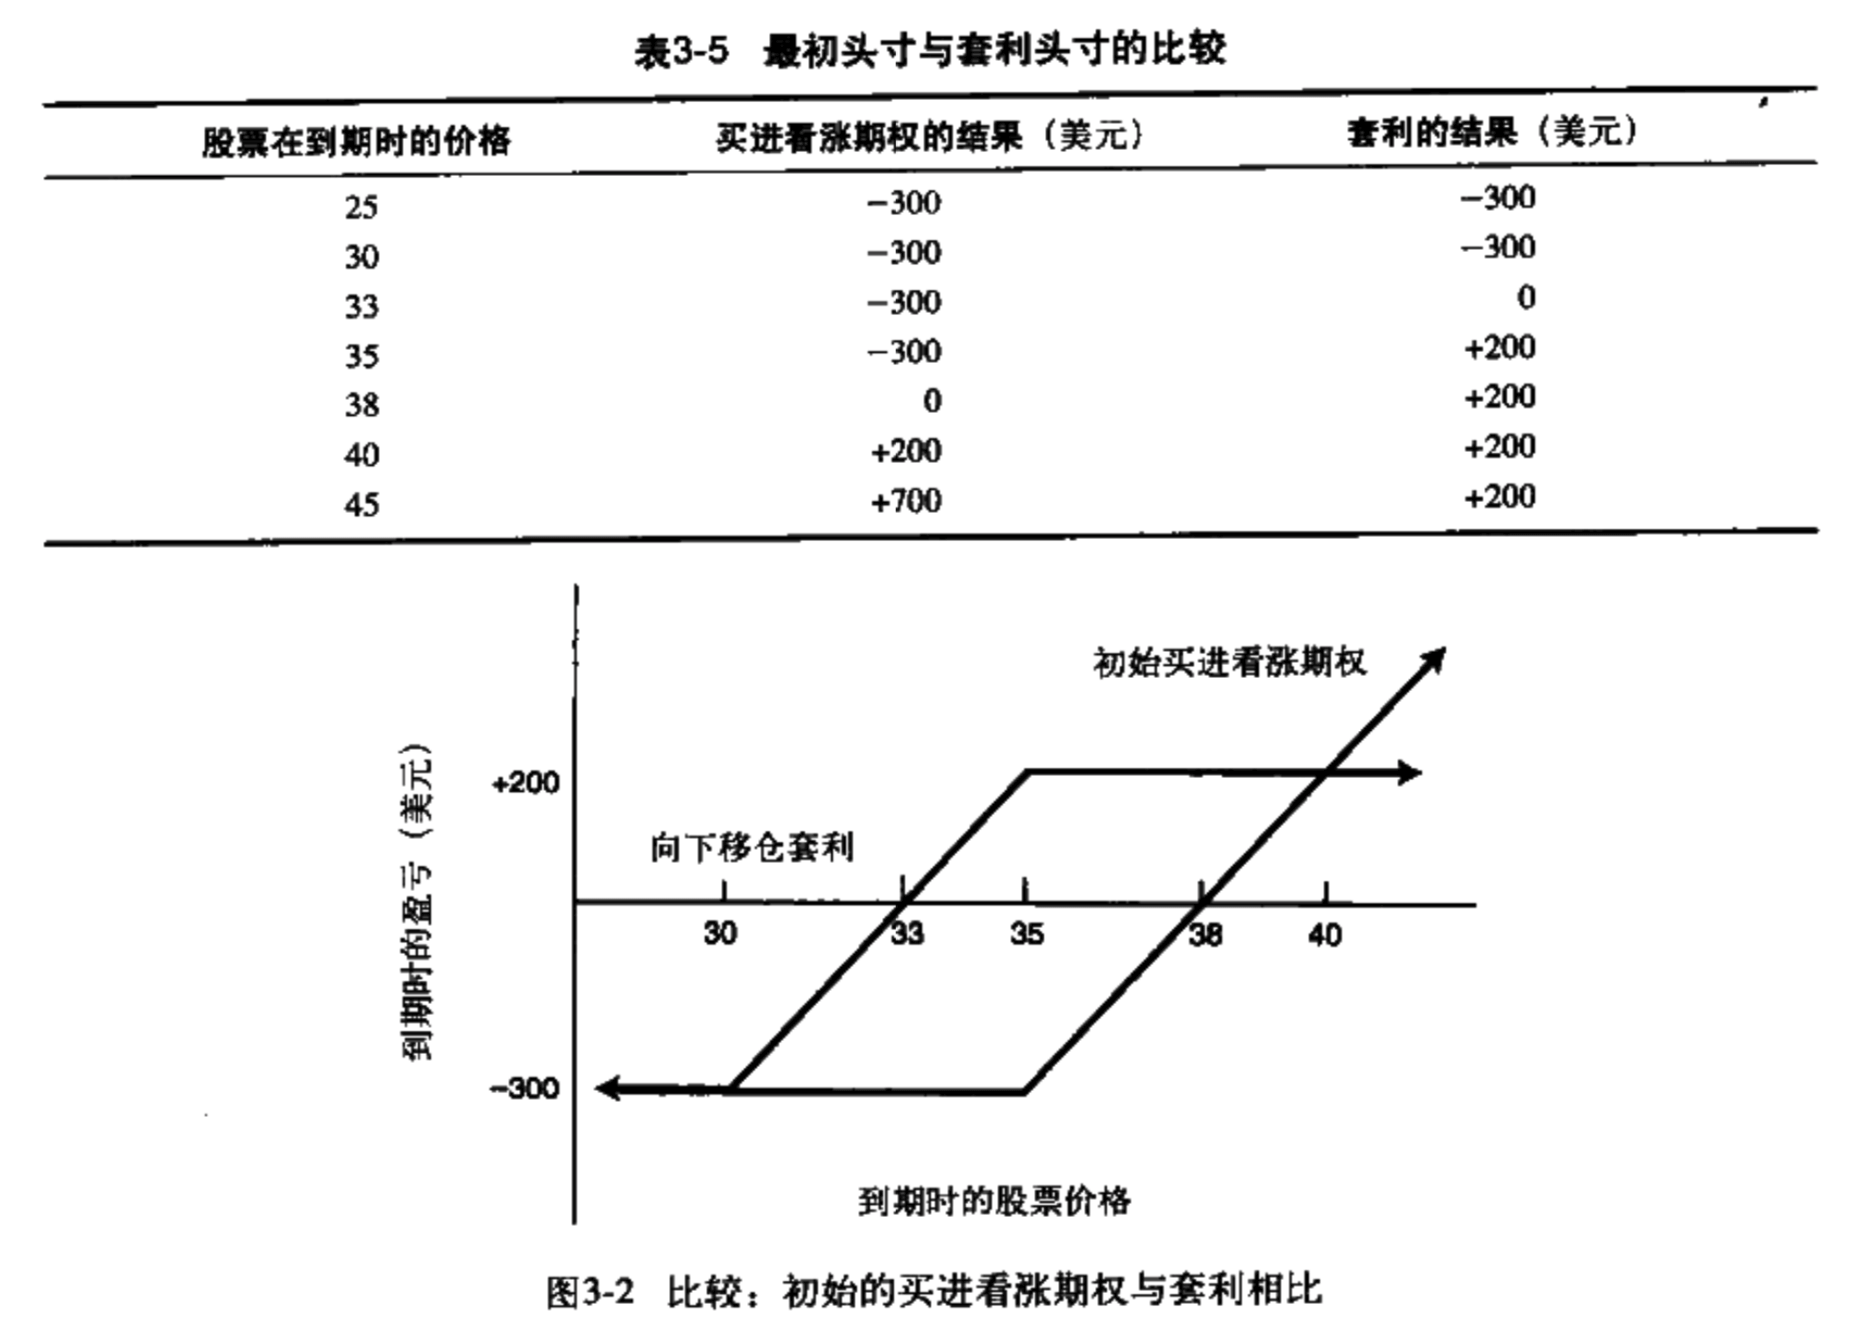 表3-5 最初头寸与套利头寸的比较
股票在到期时的价格 买进看涨期权的结果（美元） 套利的结果（美元）
25 −300 −300
30 −300 −300
33 −300 0
35 −300 +200
38 0 +200
40 +200 +200
45 +700 +200
初始买进看涨期权
+200
向下移仓套利
到期时的盈亏（美元）
30 33 35 38 40
−300
到期时的股票价格
图3-2 比较：初始的买进看涨期权与套利相比